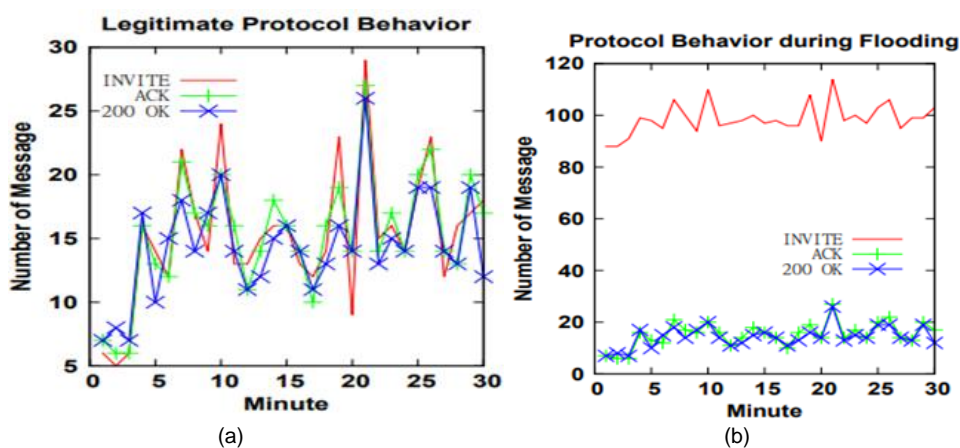 Legitimate Protocol Behavior
30
25
20
15
10
5
Number of Message
INVITE
ACK
200 OK
0 5 10 15 20 25 30
Minute
(a)
Protocol Behavior during Flooding
120
100
80
60
40
20
0
Number of Message
INVITE
ACK
200 OK
0 5 10 15 20 25 30
Minute
(b)